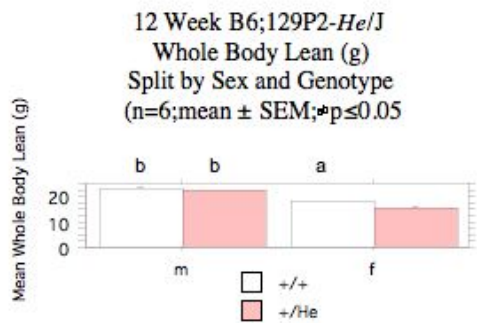 12 Week B6;129P2-He/J
Whole Body Lean (g)
Split by Sex and Genotype
(n=6;mean ± SEM; p≤0.05
b b a
Mean Whole Body Lean (g)
20
10
0
m f
+/+
+/He